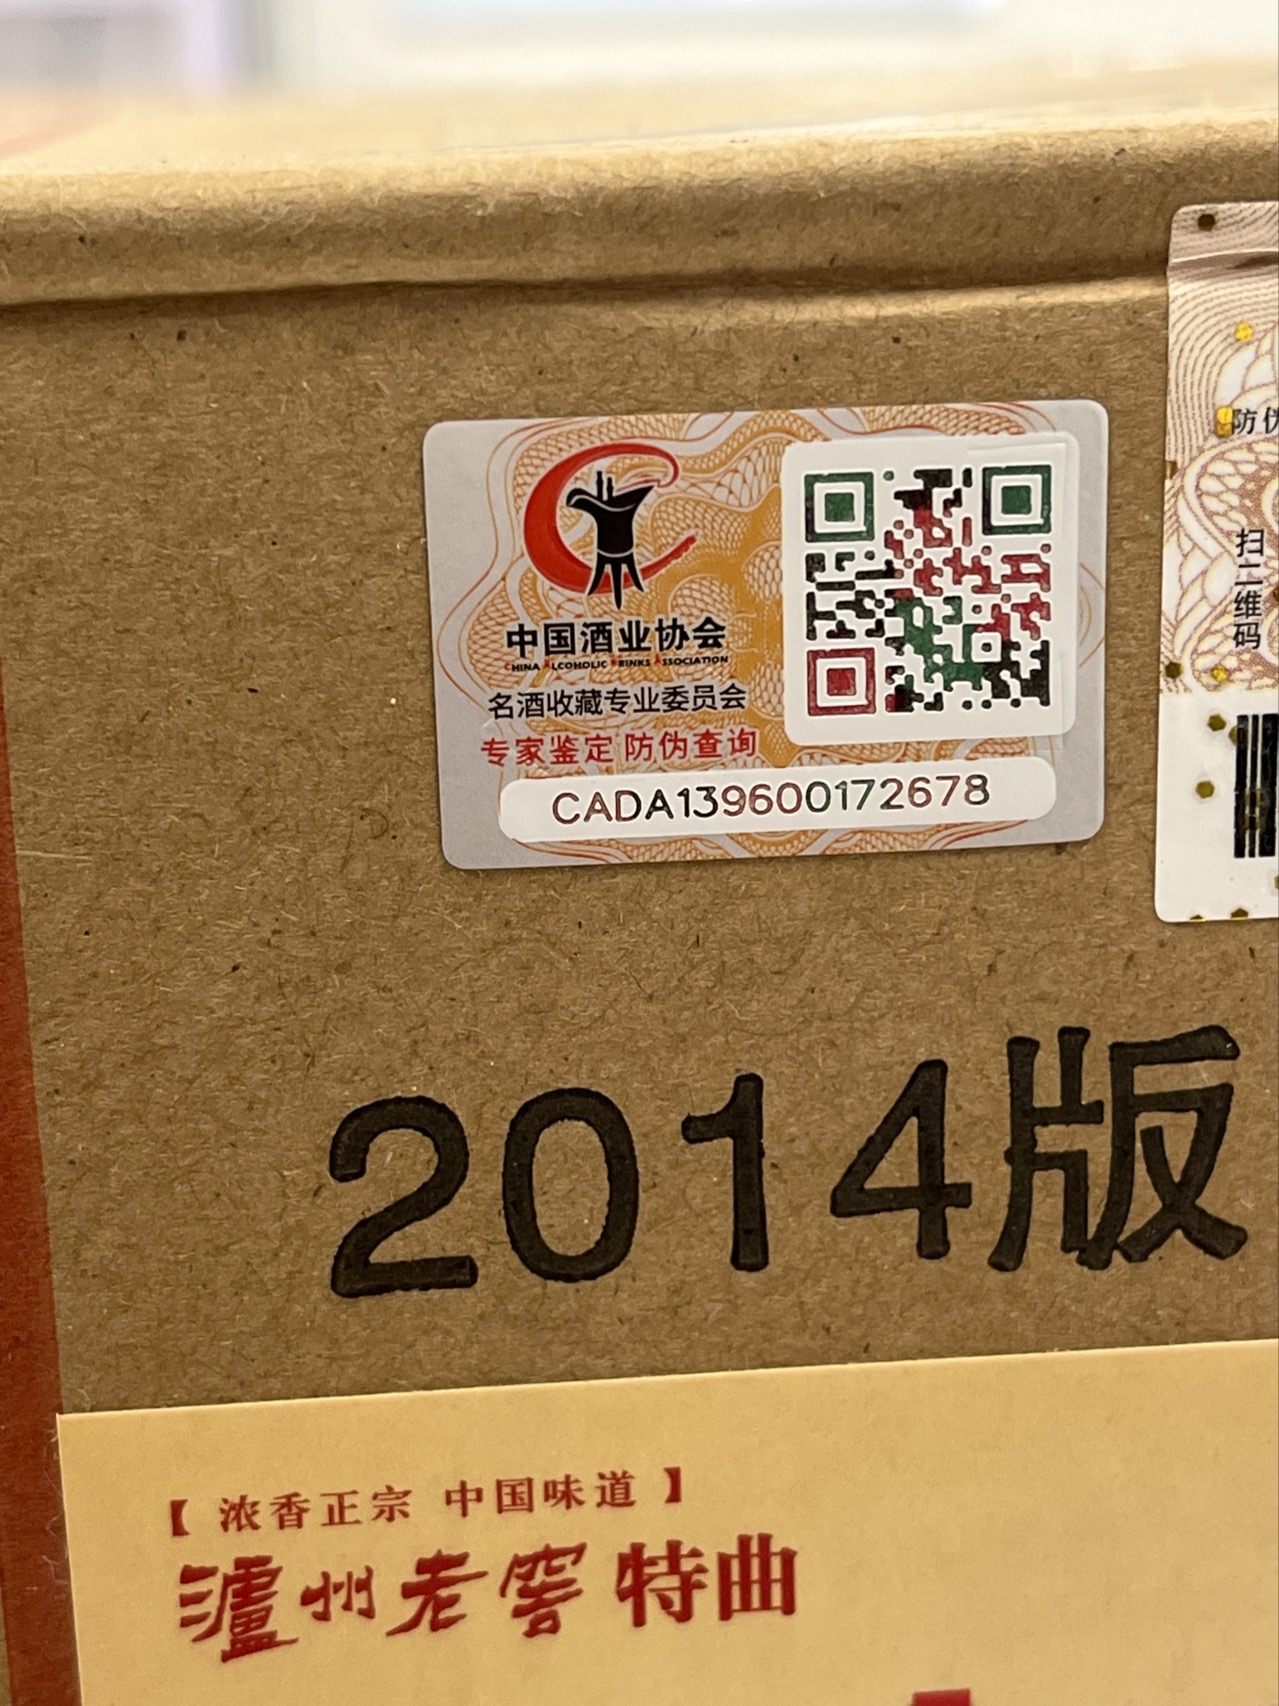 中国酒业协会
CHINA ALCOHOLIC DRINKS ASSOCIATION
名酒收藏专业委员会
专家鉴定 防伪查询
CADA139600172678
防伪
扫二维码
2014版
【 浓香正宗 中国味道 】
泸州老窖特曲